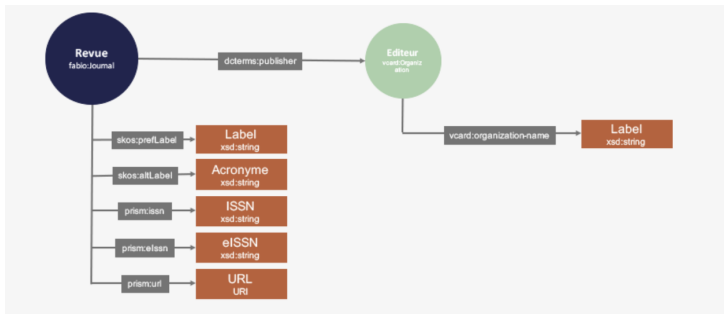 Revue
fabio:Journal
dcterms:publisher
Editeur
vcard:Organiz
ation
skos:prefLabel
Label
xsd:string
vcard:organization-name
Label
xsd:string
skos:altLabel
Acronyme
xsd:string
prism:issn
ISSN
xsd:string
prism:eIssn
eISSN
xsd:string
prism:url
URL
URI